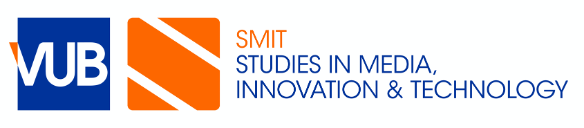 VUB
SMIT
STUDIES IN MEDIA,
INNOVATION & TECHNOLOGY